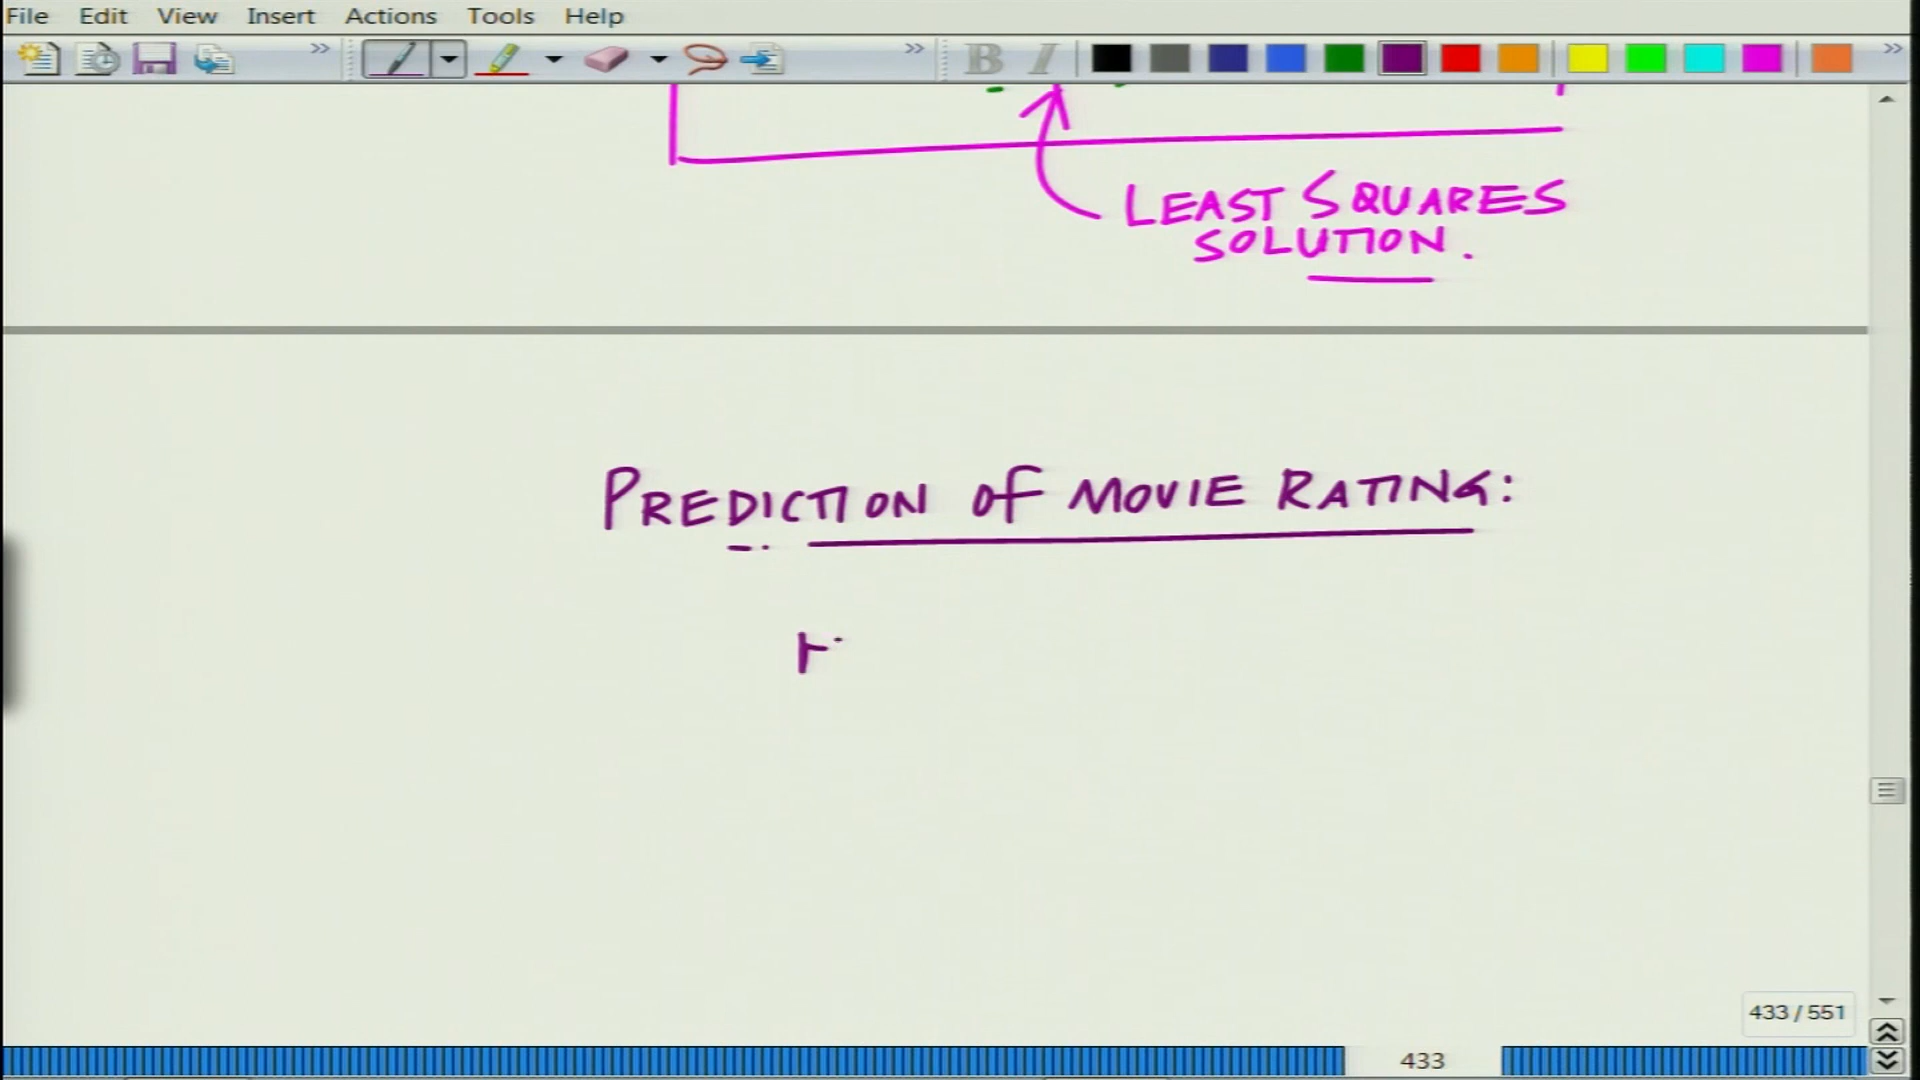 File Edit View Insert Actions Tools Help
B I
LEAST SQUARES
SOLUTION.
PREDICTION OF MOVIE RATING:
433 / 551
433